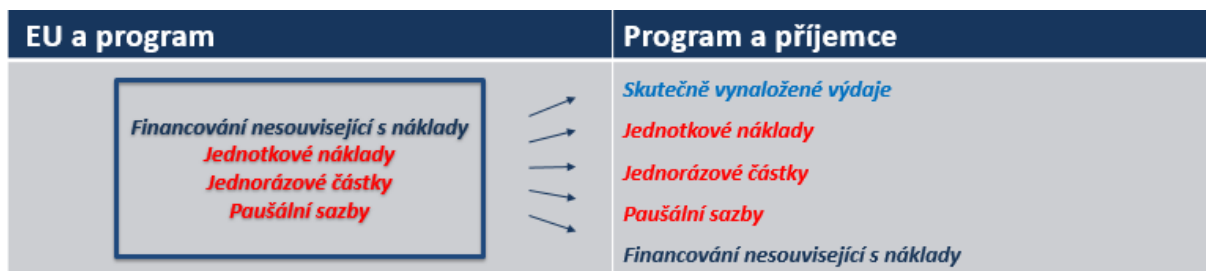 EU a program
Program a příjemce
Financování nesouvisející s náklady
Jednotkové náklady
Jednorázové částky
Paušální sazby
Skutečně vynaložené výdaje
Jednotkové náklady
Jednorázové částky
Paušální sazby
Financování nesouvisející s náklady